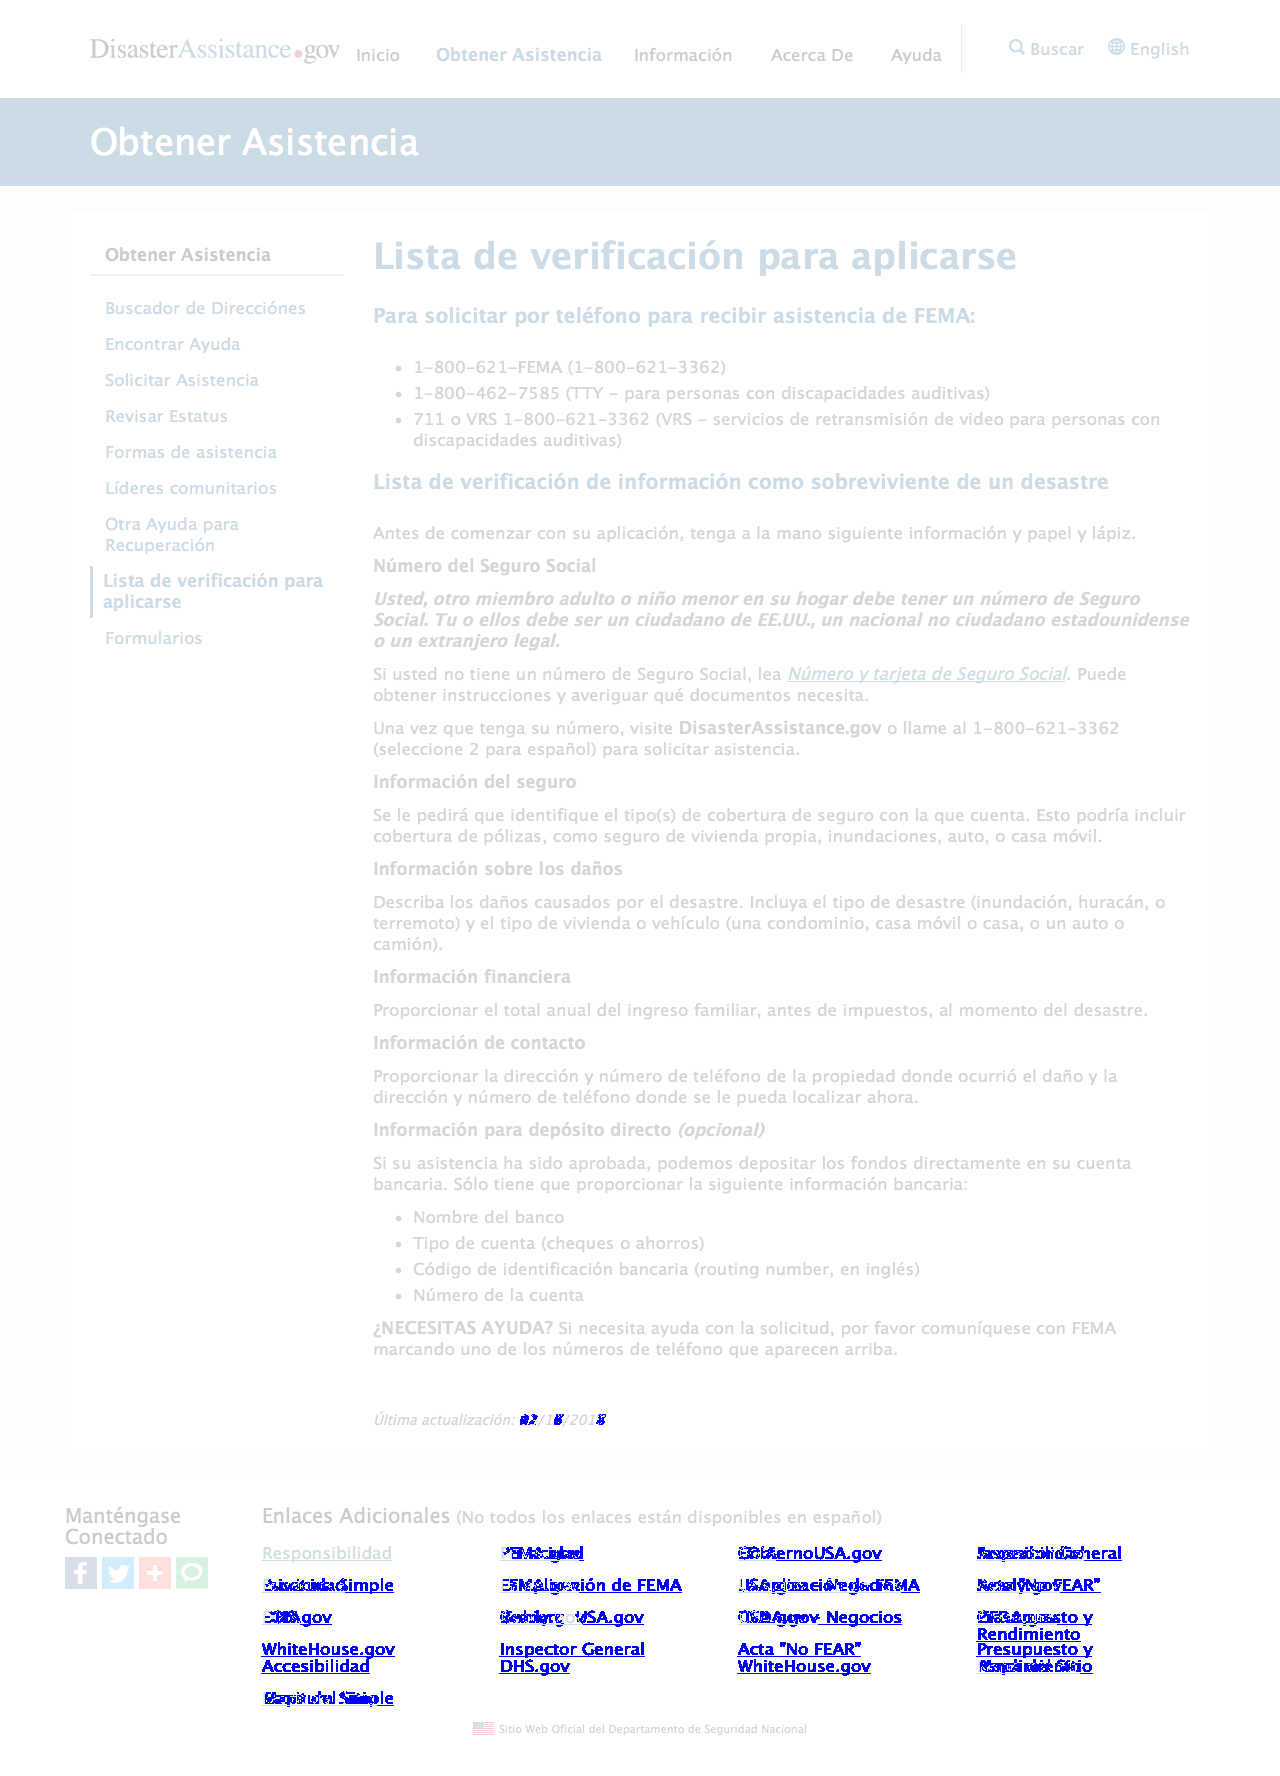 DisasterAssistance.gov Inicio Obtener Asistencia Información Acerca De Ayuda Buscar English
Obtener Asistencia
Obtener Asistencia
Buscador de Direcciónes
Encontrar Ayuda
Solicitar Asistencia
Revisar Estatus
Formas de asistencia
Líderes comunitarios
Otra Ayuda para
Recuperación
Lista de verificación para
aplicarse
Formularios
Lista de verificación para aplicarse
Para solicitar por teléfono para recibir asistencia de FEMA:
• 1-800-621-FEMA (1-800-621-3362)
• 1-800-462-7585 (TTY - para personas con discapacidades auditivas)
• 711 o VRS 1-800-621-3362 (VRS - servicios de retransmisión de video para personas con
discapacidades auditivas)
Lista de verificación de información como sobreviviente de un desastre
Antes de comenzar con su aplicación, tenga a la mano siguiente información y papel y lápiz.
Número del Seguro Social
Usted, otro miembro adulto o niño menor en su hogar debe tener un número de Seguro
Social. Tu o ellos debe ser un ciudadano de EE.UU., un nacional no ciudadano estadounidense
o un extranjero legal.
Si usted no tiene un número de Seguro Social, lea Número y tarjeta de Seguro Social. Puede
obtener instrucciones y averiguar qué documentos necesita.
Una vez que tenga su número, visite DisasterAssistance.gov o llame al 1-800-621-3362
(seleccione 2 para español) para solicitar asistencia.
Información del seguro
Se le pedirá que identifique el tipo(s) de cobertura de seguro con la que cuenta. Esto podría incluir
cobertura de pólizas, como seguro de vivienda propia, inundaciones, auto, o casa móvil.
Información sobre los daños
Describa los daños causados por el desastre. Incluya el tipo de desastre (inundación, huracán, o
terremoto) y el tipo de vivienda o vehículo (una condominio, casa móvil o casa, o un auto o
camión).
Información financiera
Proporcionar el total anual del ingreso familiar, antes de impuestos, al momento del desastre.
Información de contacto
Proporcionar la dirección y número de teléfono de la propiedad donde ocurrió el daño y la
dirección y número de teléfono donde se le pueda localizar ahora.
Información para depósito directo (opcional)
Si su asistencia ha sido aprobada, podemos depositar los fondos directamente en su cuenta
bancaria. Sólo tiene que proporcionar la siguiente información bancaria:
• Nombre del banco
• Tipo de cuenta (cheques o ahorros)
• Código de identificación bancaria (routing number, en inglés)
• Número de la cuenta
¿NECESITAS AYUDA? Si necesita ayuda con la solicitud, por favor comuníquese con FEMA
marcando uno de los números de teléfono que aparecen arriba.
Última actualización:
Manténgase
Conectado
Enlaces Adicionales (No todos los enlaces están disponibles en español)
Responsibilidad
WhiteHouse.gov Inspector General Acta "No FEAR" Presupuesto y
Accesibilidad DHS.gov WhiteHouse.gov
Sitio Web Oficial del Departamento de Seguridad Nacional